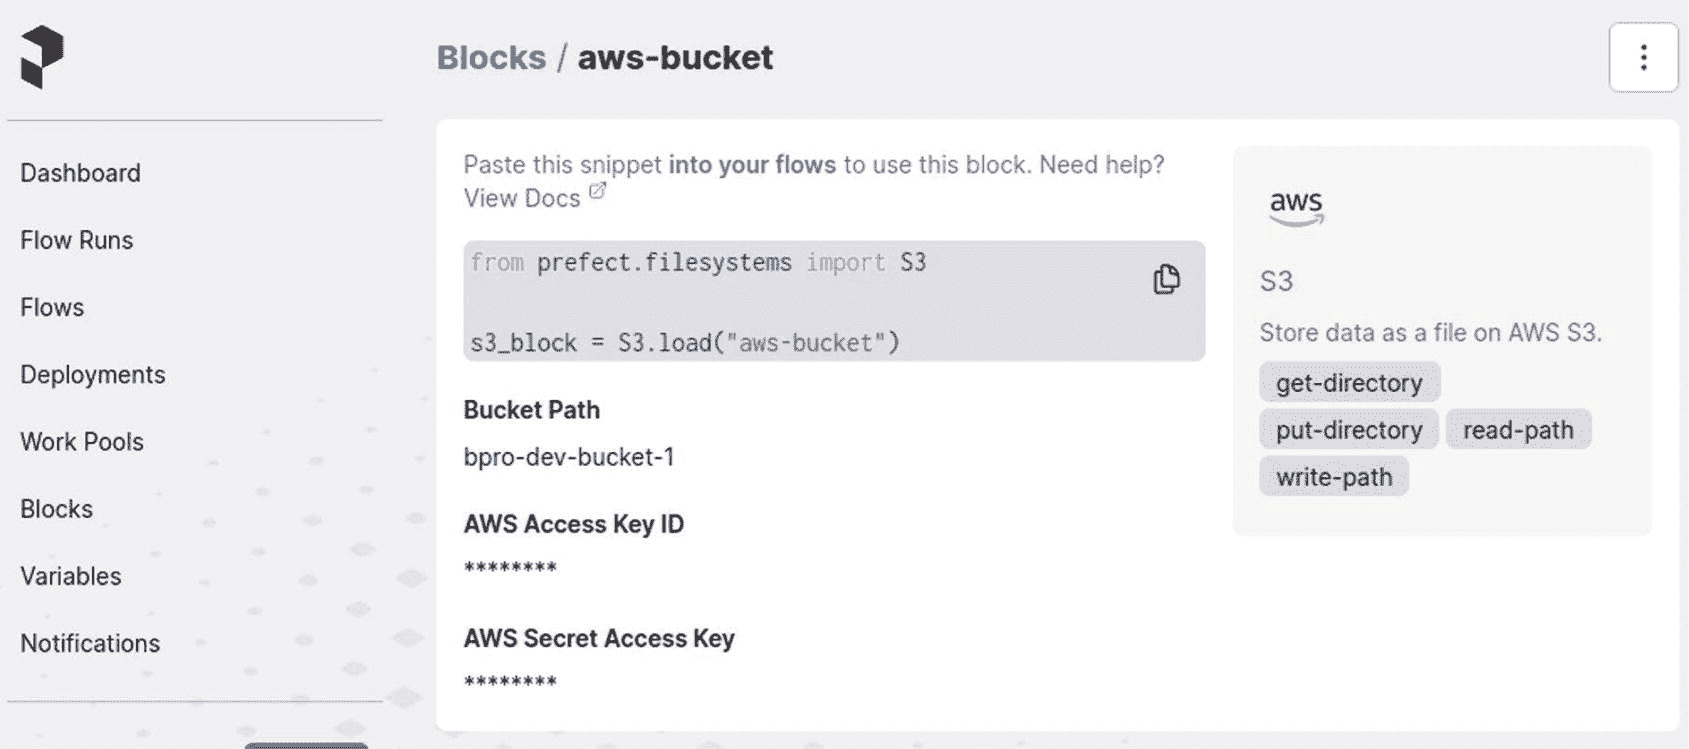 Blocks / aws-bucket
Dashboard
Flow Runs
Flows
Deployments
Work Pools
Blocks
Variables
Notifications
Paste this snippet into your flows to use this block. Need help?
View Docs
from prefect.filesystems import S3
s3_block = S3.load("aws-bucket")
Bucket Path
bpro-dev-bucket-1
AWS Access Key ID
********
AWS Secret Access Key
********
aws
S3
Store data as a file on AWS S3.
get-directory
put-directory read-path
write-path